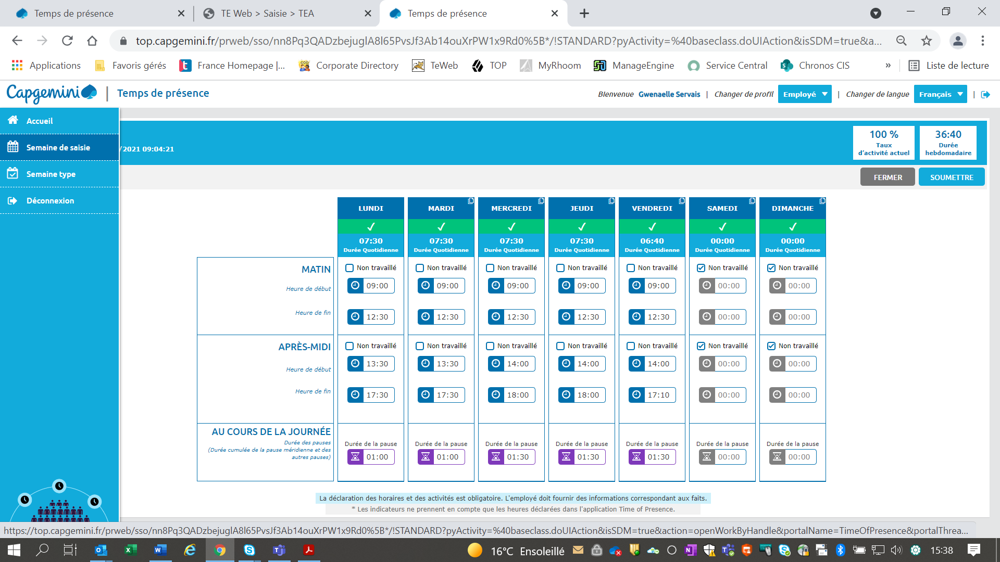 Temps de présence
TE Web > Saisie > TEA
Temps de présence
top.capgemini.fr/prweb/sso/nn8Pq3QADzbejuglA8l65PvsJf3Ab14ouXrPW1x9Rd0%5B*/!STANDARD?pyActivity=%40baseclass.doUIAction&isSDM=true&a...
Applications
Favoris gérés
France Homepage |...
Corporate Directory
TeWeb
TOP
MyRhoom
ManageEngine
Service Central
Chronos CIS
»
Liste de lecture
Capgemini | Temps de présence
Bienvenue Gwenaelle Servais | Changer de profil Employé | Changer de langue Français |
Accueil
Semaine de saisie
Semaine type
Déconnexion
/2021 09:04:21
100 %
Taux
d’activité actuel
36:40
Durée
hebdomadaire
FERMER
SOUMETTRE
LUNDI MARDI MERCREDI JEUDI VENDREDI SAMEDI DIMANCHE
07:30 07:30 07:30 07:30 06:40 00:00 00:00
Durée Quotidienne Durée Quotidienne Durée Quotidienne Durée Quotidienne Durée Quotidienne Durée Quotidienne Durée Quotidienne
MATIN Non travaillé Non travaillé Non travaillé Non travaillé Non travaillé Non travaillé Non travaillé
Heure de début 09:00 09:00 09:00 09:00 09:00 00:00 00:00
Heure de fin 12:30 12:30 12:30 12:30 12:30 00:00 00:00
APRÈS-MIDI Non travaillé Non travaillé Non travaillé Non travaillé Non travaillé Non travaillé Non travaillé
Heure de début 13:30 13:30 14:00 14:00 14:00 00:00 00:00
Heure de fin 17:30 17:30 18:00 18:00 17:10 00:00 00:00
AU COURS DE LA JOURNÉE
Durée des pauses
(Durée cumulée de la pause méridienne et des
autres pauses)
Durée de la pause Durée de la pause Durée de la pause Durée de la pause Durée de la pause Durée de la pause Durée de la pause
01:00 01:00 01:30 01:30 01:30 00:00 00:00
La déclaration des horaires et des activités est obligatoire. L'employé doit fournir des informations correspondant aux faits.
* Les indicateurs ne prennent en compte que les heures déclarées dans l'application Time of Presence.
https://top.capgemini.fr/prweb/sso/nn8Pq3QADzbejuglA8l65PvsJf3Ab14ouXrPW1x9Rd0%5B*/!STANDARD?pyActivity=%40baseclass.doUIAction&isSDM=true&action=openWorkByHandle&portalName=TimeOfPresence&portalThrea...
16°C Ensoleillé
15:38